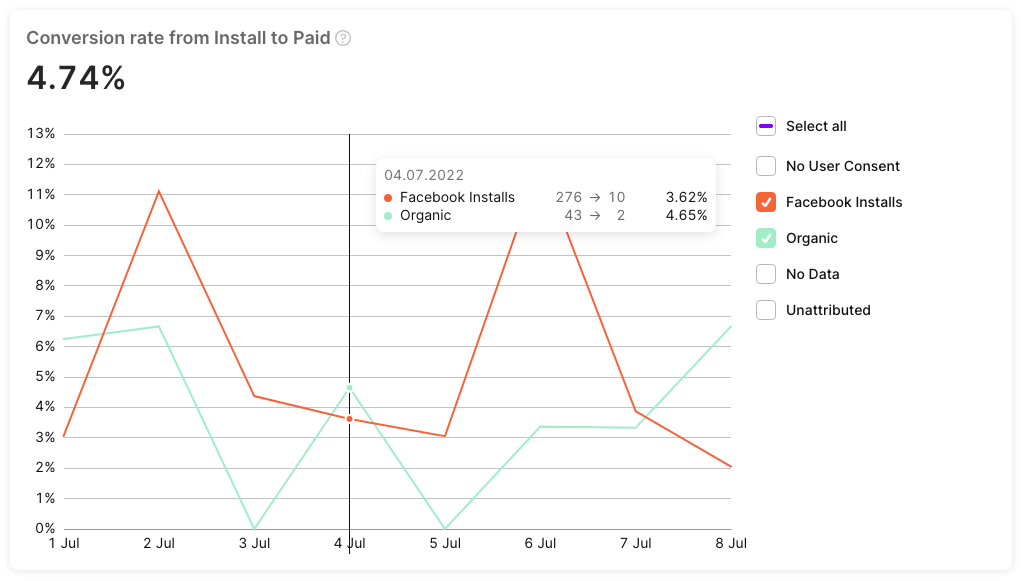 Conversion rate from Install to Paid ?
4.74%
13%
12%
11%
10%
9%
8%
7%
6%
5%
4%
3%
2%
1%
0%
1 Jul 2 Jul 3 Jul 4 Jul 5 Jul 6 Jul 7 Jul 8 Jul
04.07.2022
Facebook Installs 276 → 10 3.62%
Organic 43 → 2 4.65%
Select all
No User Consent
Facebook Installs
Organic
No Data
Unattributed